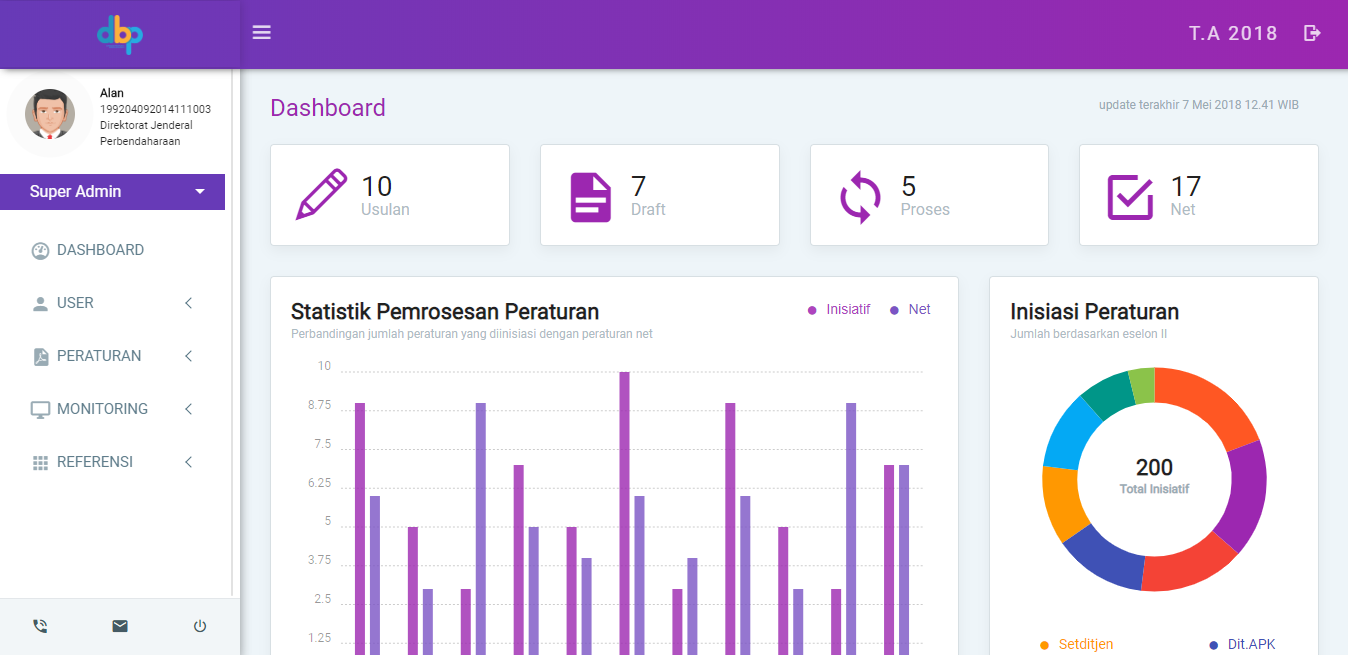 dbp
T.A 2018
Alan
199204092014111003
Direktorat Jenderal
Perbendaharaan
Super Admin
DASHBOARD
USER
PERATURAN
MONITORING
REFERENSI
Dashboard
update terakhir 7 Mei 2018 12.41 WIB
10
Usulan
7
Draft
5
Proses
17
Net
Statistik Pemrosesan Peraturan
Perbandingan jumlah peraturan yang diinisiasi dengan peraturan net
Inisiatif
Net
10
8.75
7.5
6.25
5
3.75
2.5
1.25
Inisiasi Peraturan
Jumlah berdasarkan eselon II
200
Total Inisiatif
Setditjen
Dit.APK